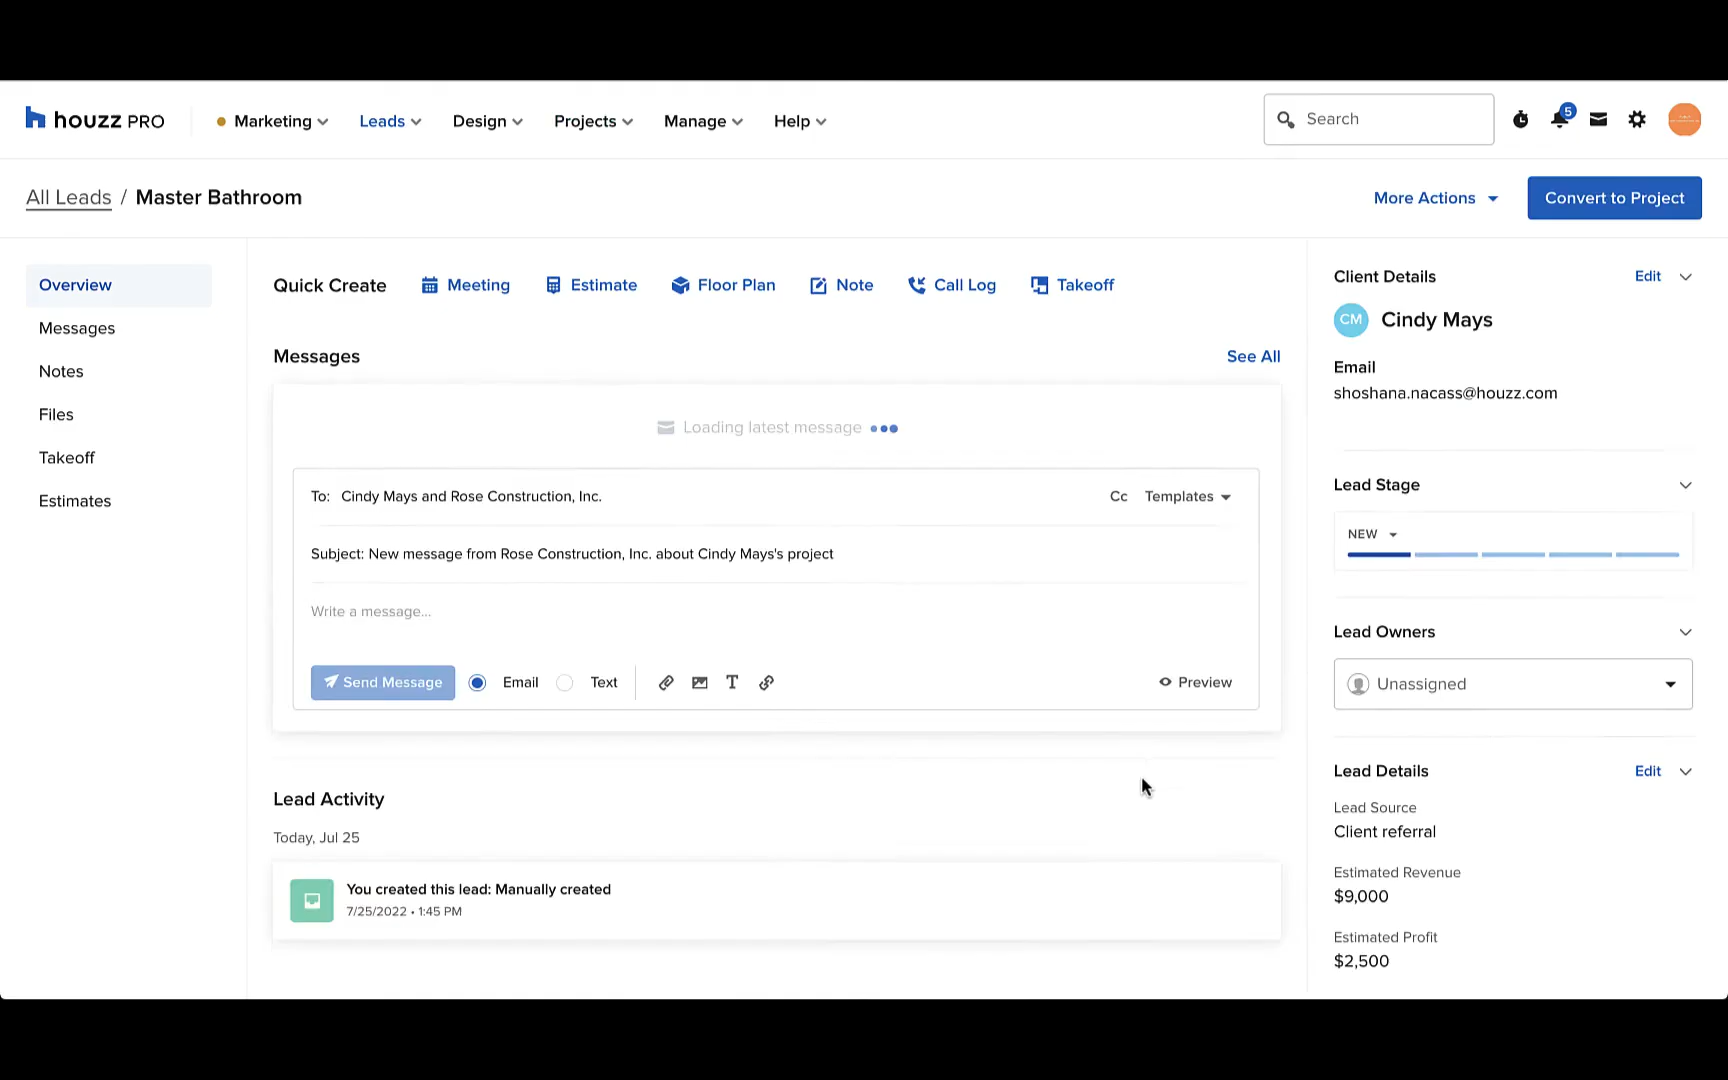 houzz PRO
Marketing
Leads
Design
Projects
Manage
Help
Search
5
All Leads / Master Bathroom
More Actions
Convert to Project
Overview
Messages
Notes
Files
Takeoff
Estimates
Quick Create
Meeting
Estimate
Floor Plan
Note
Call Log
Takeoff
Messages
See All
Loading latest message
To: Cindy Mays and Rose Construction, Inc.
Cc
Templates
Subject: New message from Rose Construction, Inc. about Cindy Mays's project
Write a message...
Send Message
Email
Text
Preview
Lead Activity
Today, Jul 25
You created this lead: Manually created
7/25/2022 • 1:45 PM
Client Details
Edit
CM
Cindy Mays
Email
shoshana.nacass@houzz.com
Lead Stage
NEW
Lead Owners
Unassigned
Lead Details
Edit
Lead Source
Client referral
Estimated Revenue
$9,000
Estimated Profit
$2,500